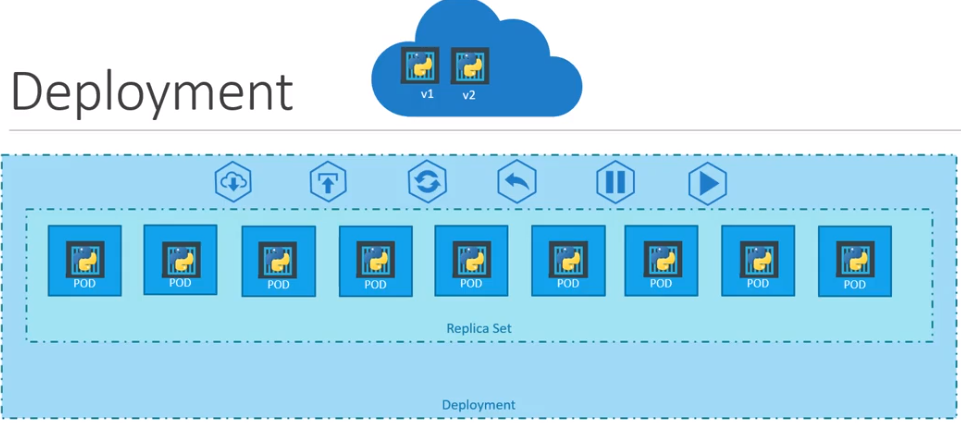 Deployment
v1 v2
POD POD POD POD POD POD POD POD POD
Replica Set
Deployment